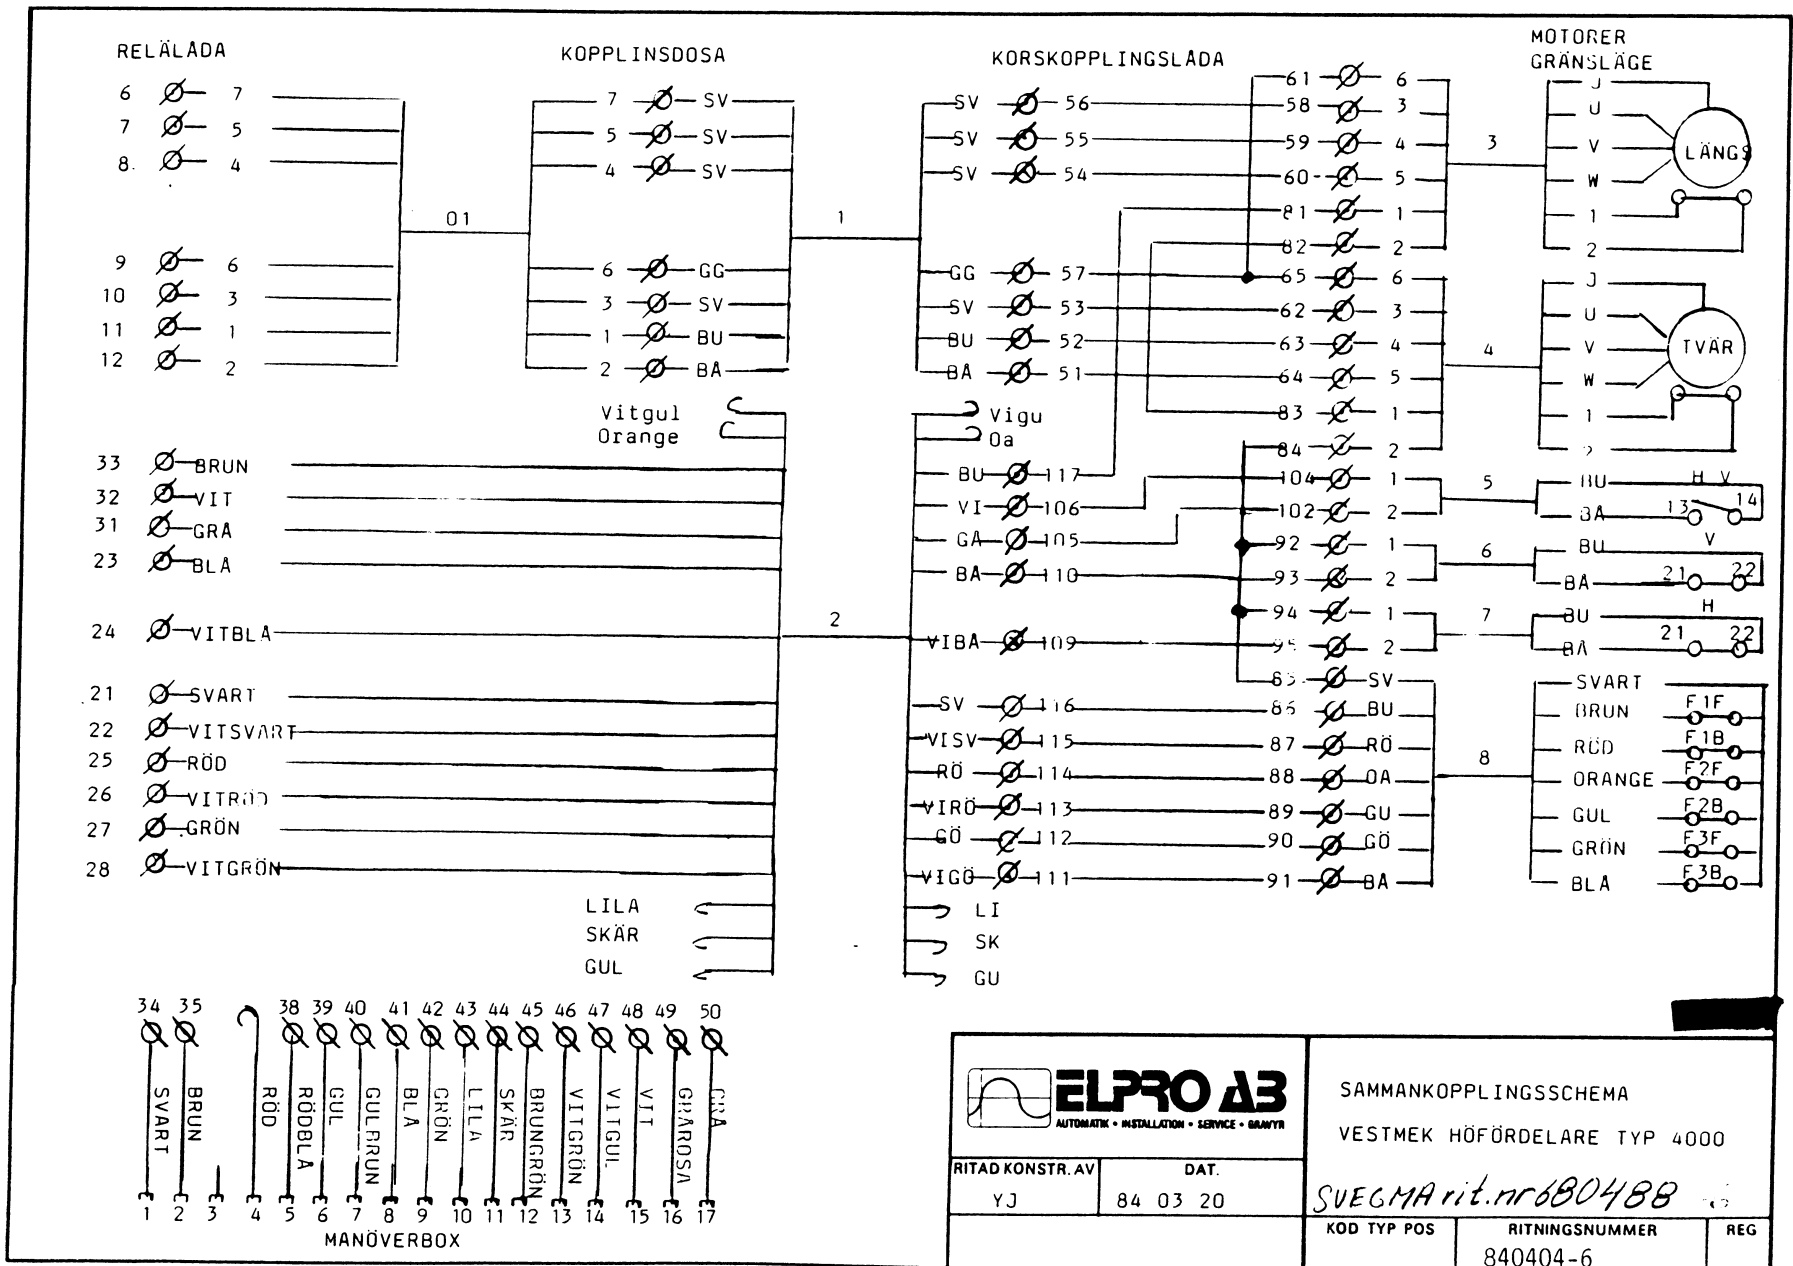 RELÄLÅDA
6 7
7 5
8. 4
01
9 6
10 3
11 1
12 2
KOPPLINSDOSA
7 SV
5 SV
4 SV
1
6 GG
3 SV
1 BU
2 BÅ
Vitgul
Orange
KORSKOPPLINGSLÅDA
SV 56
SV 55
SV 54
GG 57
SV 53
BU 52
BÅ 51
Vigu
Oa
61 6
58 3
59 4
60 5
81 1
82 2
3
65 6
62 3
63 4
64 5
83 1
84 2
4
MOTORER
GRÄNSLÄGE
J
U
V
W
1
2
LÄNGS
J
U
V
W
1
2
TVÄR
33 BRUN
32 VIT
31 GRÅ
23 BLÅ
24 VITBLÅ
21 SVART
22 VITSVART
25 RÖD
26 VITRÖD
27 GRÖN
28 VITGRÖN
2
LILA
SKÄR
GUL
BU 117
VI 106
GÅ 105
BÅ 110
VIBÅ 109
SV 116
VISV 115
RÖ 114
VIRÖ 113
GÖ 112
VIGÖ 111
LI
SK
GU
104 1
102 2
5
92 1
93 2
6
94 1
95 2
7
85 SV
86 BU
87 RÖ
88 OA
89 GU
90 GÖ
91 BÅ
8
BU H V
BÅ 13 14
BU V
BÅ 21 22
BU H
BÅ 21 22
SVART
BRUN F1F
RÖD F1B
ORANGE F2F
GUL F2B
GRÖN F3F
BLÅ F3B
34 35 38 39 40 41 42 43 44 45 46 47 48 49 50
SVART BRUN RÖD RÖDBLÅ GUL GULBRUN BLÅ GRÖN LILA SKÄR BRUNGRÖN VITGRÖN VITGUL VIT GRÅROSA GRÅ
1 2 3 4 5 6 7 8 9 10 11 12 13 14 15 16 17
MANÖVERBOX
ELPRO AB
AUTOMATIK • INSTALLATION • SERVICE • GRAVYR
RITAD KONSTR. AV DAT.
YJ 84 03 20
SAMMANKOPPLINGSSCHEMA
VESTMEK HÖFÖRDELARE TYP 4000
SVEGMA rit.nr 680488
KOD TYP POS RITNINGSNUMMER REG
840404-6